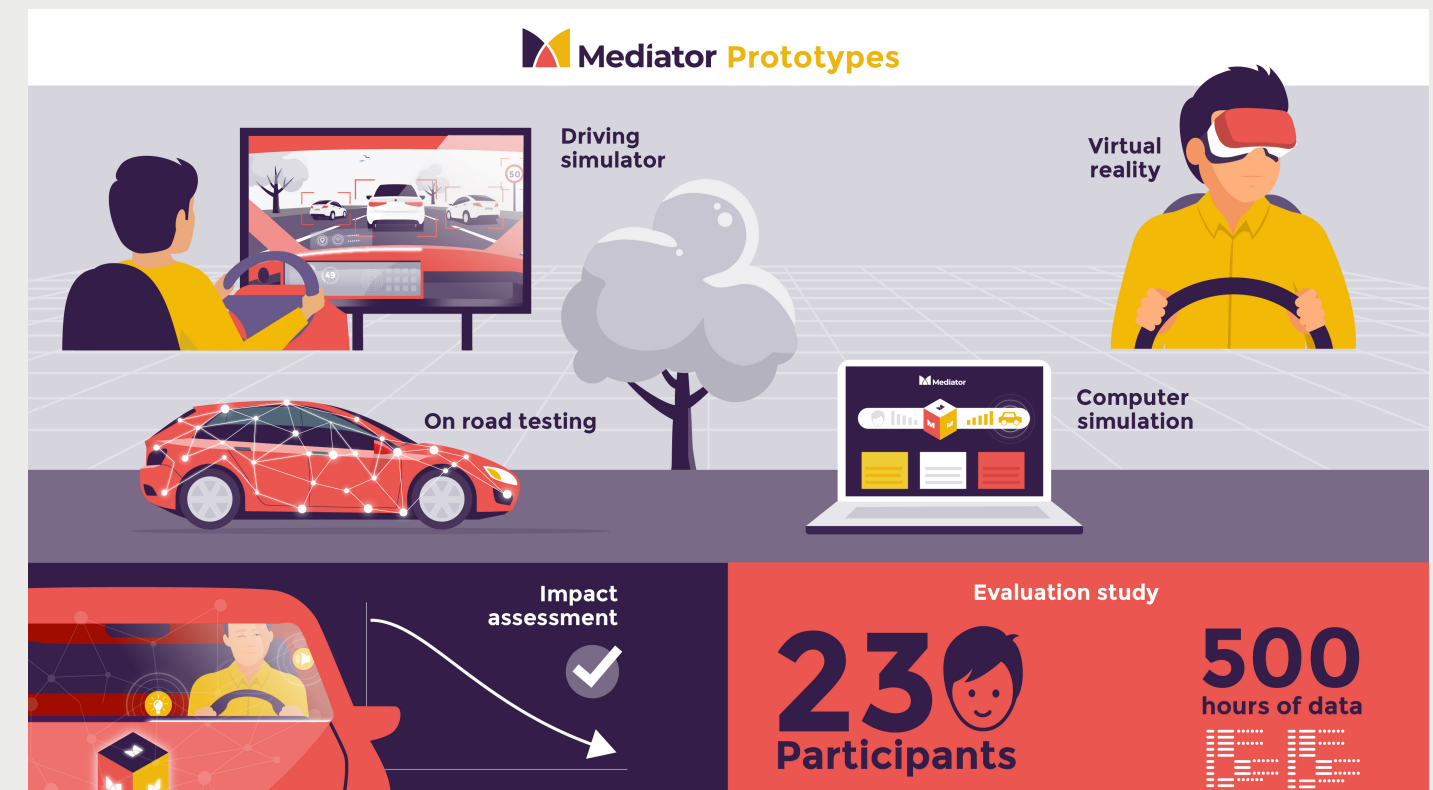 Mediator Prototypes
Driving
simulator
50
49
Virtual
reality
On road testing
Mediator
Computer
simulation
Impact
assessment
Evaluation study
230
Participants
500
hours of data